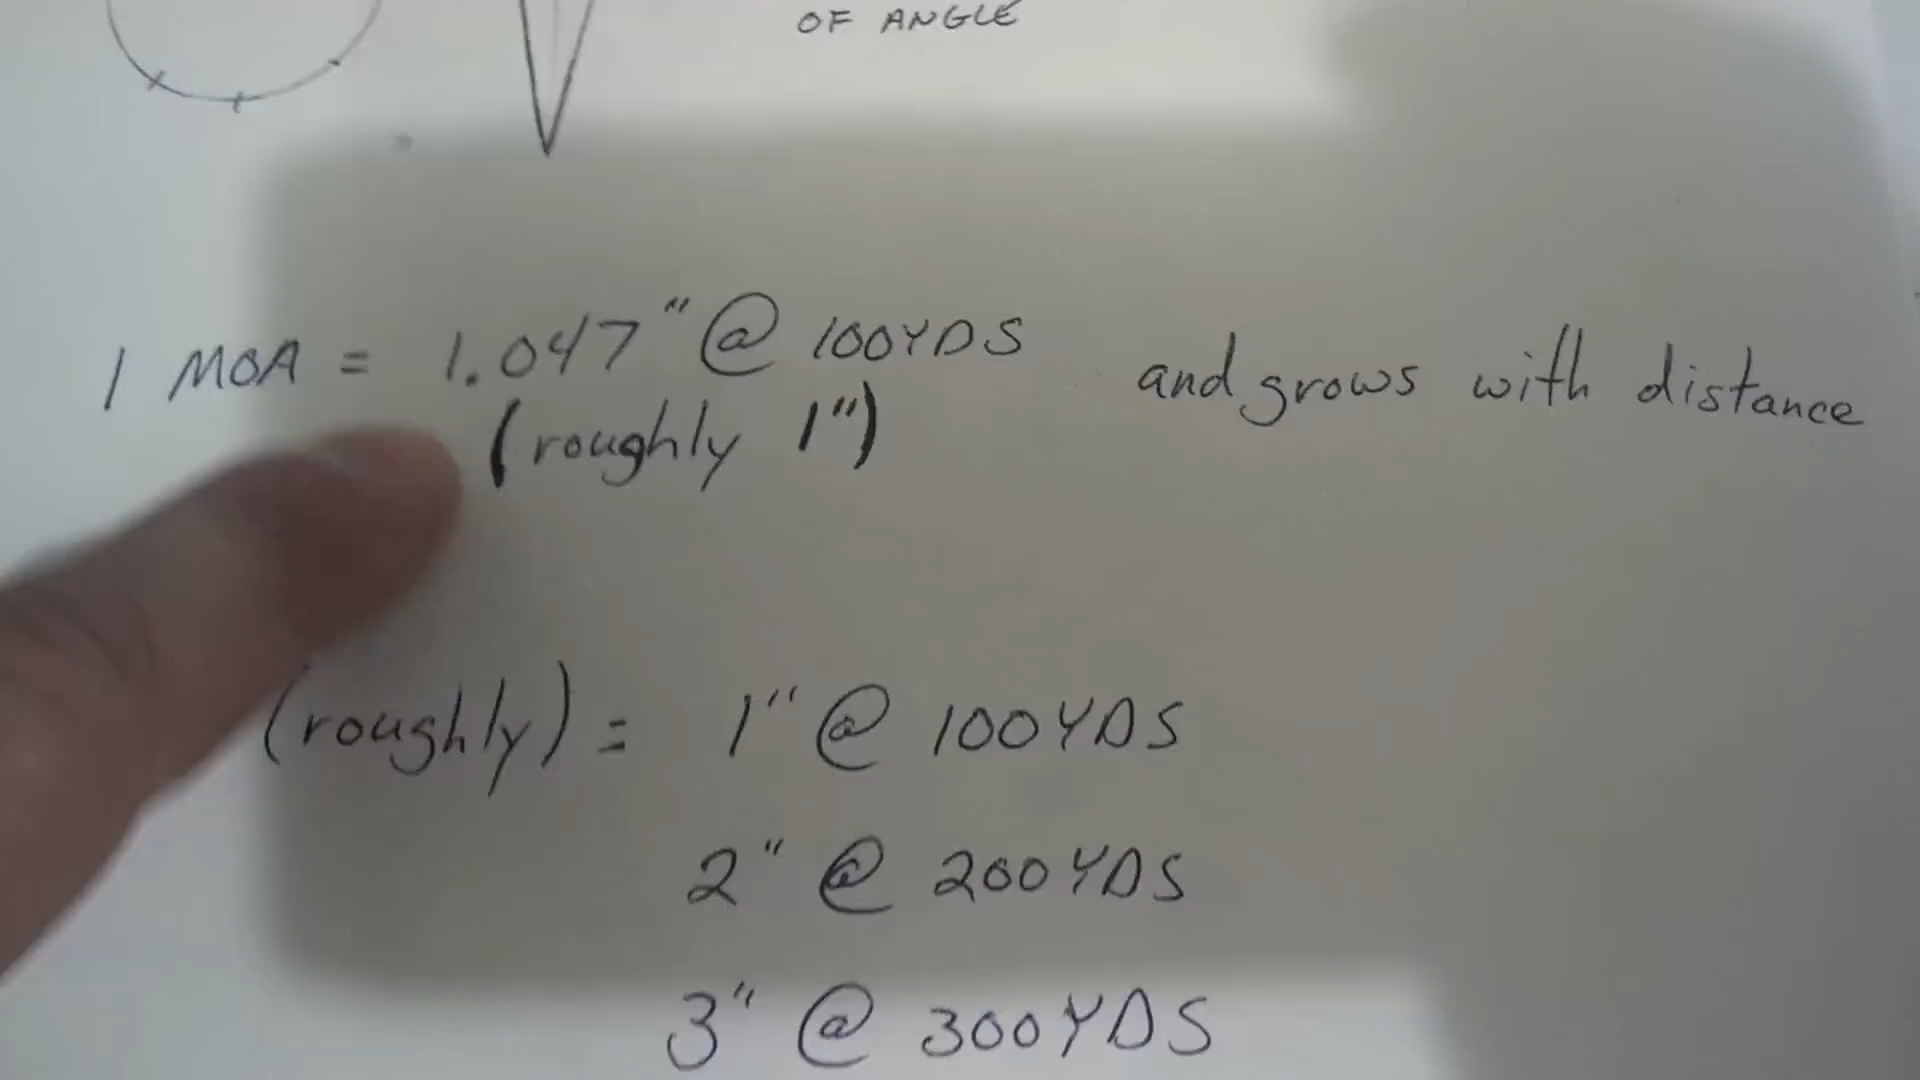 OF ANGLE
1 MOA = 1.047" @ 100YDS and grows with distance
(roughly 1")
(roughly) = 1" @ 100YDS
2" @ 200YDS
3" @ 300YDS